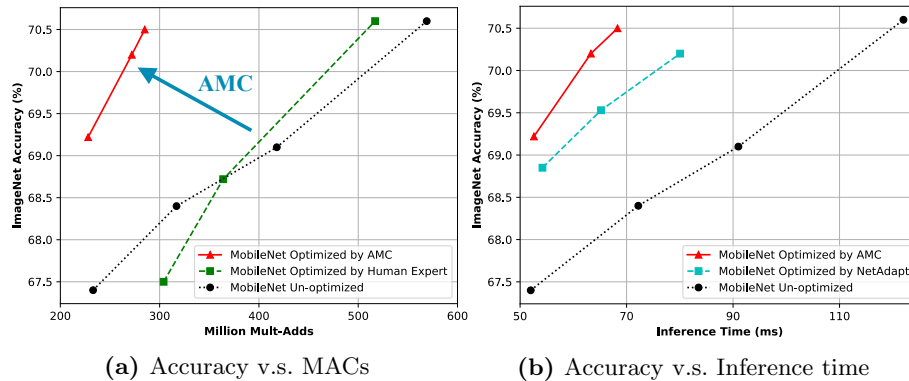 ImageNet Accuracy (%)
70.5
70.0
69.5
69.0
68.5
68.0
67.5
AMC
MobileNet Optimized by AMC
MobileNet Optimized by Human Expert
MobileNet Un-optimized
200 300 400 500 600
Million Mult-Adds
(a) Accuracy v.s. MACs
ImageNet Accuracy (%)
70.5
70.0
69.5
69.0
68.5
68.0
67.5
MobileNet Optimized by AMC
MobileNet Optimized by NetAdapt
MobileNet Un-optimized
50 70 90 110
Inference Time (ms)
(b) Accuracy v.s. Inference time